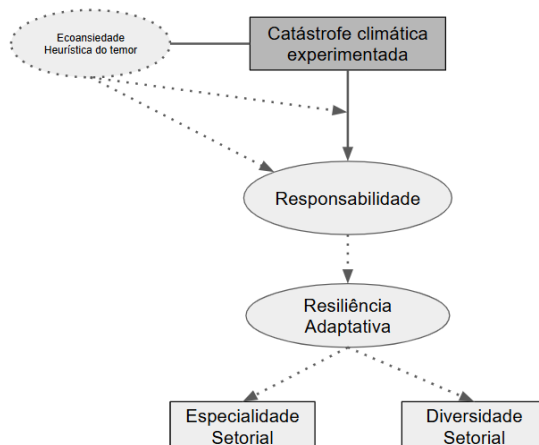 Ecoansiedade
Heurística do temor
Catástrofe climática
experimentada
Responsabilidade
Resiliência
Adaptativa
Especialidade
Setorial
Diversidade
Setorial